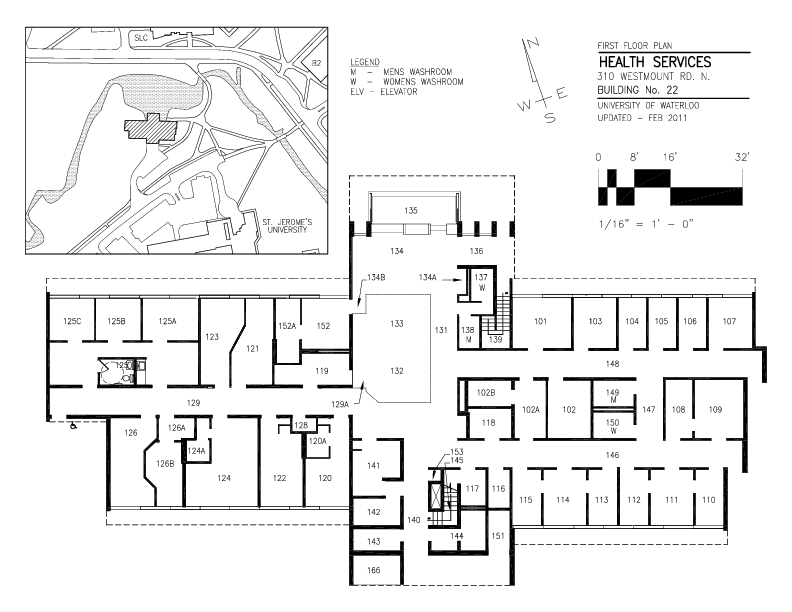 SLC
B2
ST. JEROME'S
UNIVERSITY
LEGEND
M – MENS WASHROOM
W – WOMENS WASHROOM
ELV – ELEVATOR
N
W E
S
FIRST FLOOR PLAN
HEALTH SERVICES
310 WESTMOUNT RD. N.
BUILDING No. 22
UNIVERSITY OF WATERLOO
UPDATED – FEB 2011
0 8' 16' 32'
1/16" = 1' – 0"
135
134 136
134B 134A 137
W
125C 125B 125A 123 121 152A 152 133 131 138
M
139 101 103 104 105 106 107
119 132 148
129 129A
102B 102A 102 149
M
147 108 109
118 150
W
126 126A 124A 128 120A
126B 124 122 120
141 153
145
146
142 140 117 116 115 114 113 112 111 110
143 144 151
166